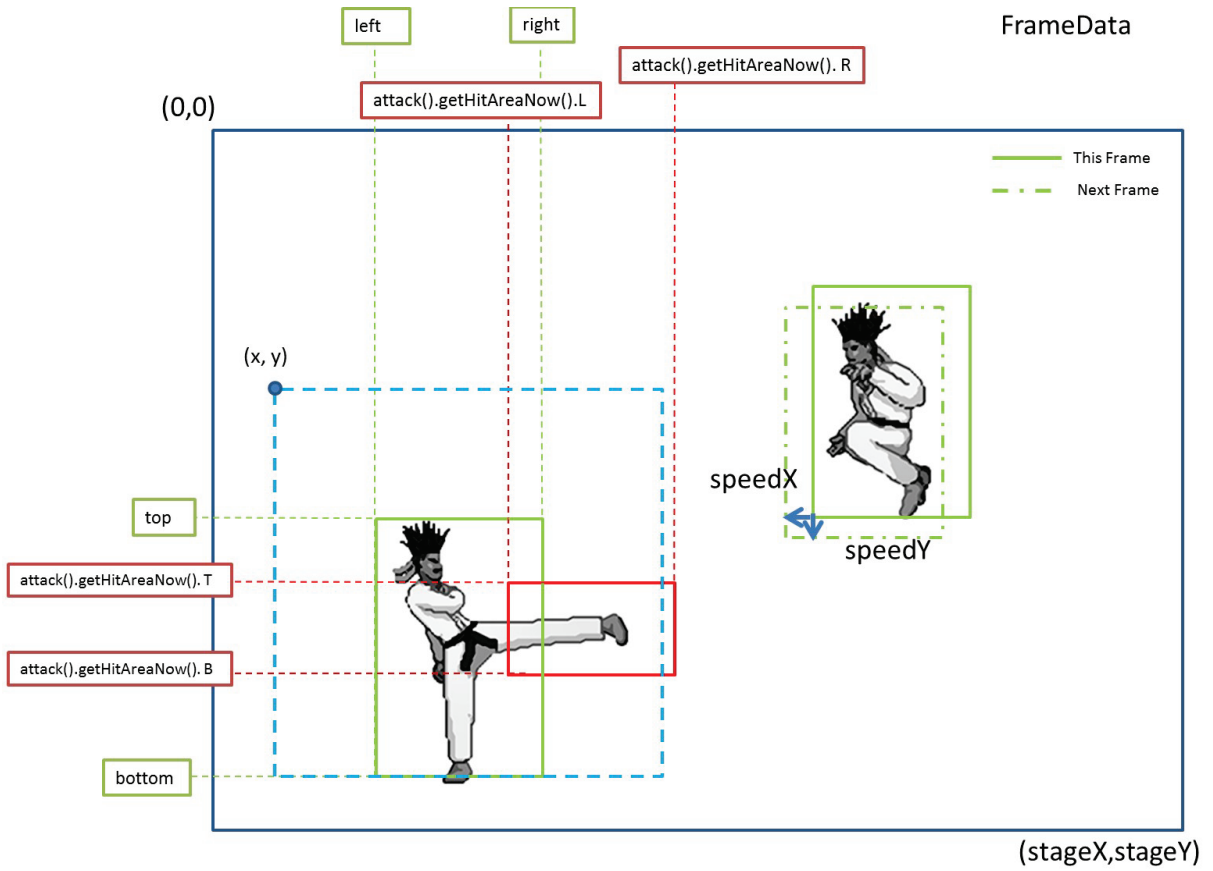 left
right
FrameData
attack().getHitAreaNow(). R
attack().getHitAreaNow().L
(0,0)
This Frame
Next Frame
(x, y)
speedX
top
speedY
attack().getHitAreaNow(). T
attack().getHitAreaNow(). B
bottom
(stageX,stageY)